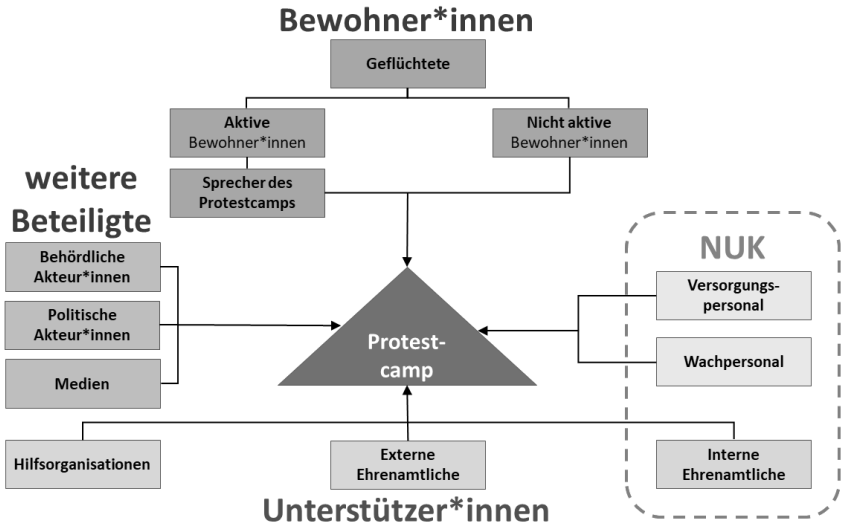 Bewohner*innen
Geflüchtete
Aktive
Bewohner*innen
Nicht aktive
Bewohner*innen
Sprecher des
Protestcamps
weitere
Beteiligte
Behördliche
Akteur*innen
Politische
Akteur*innen
Medien
NUK
Versorgungs-
personal
Wachpersonal
Protest-
camp
Hilfsorganisationen
Externe
Ehrenamtliche
Interne
Ehrenamtliche
Unterstützer*innen